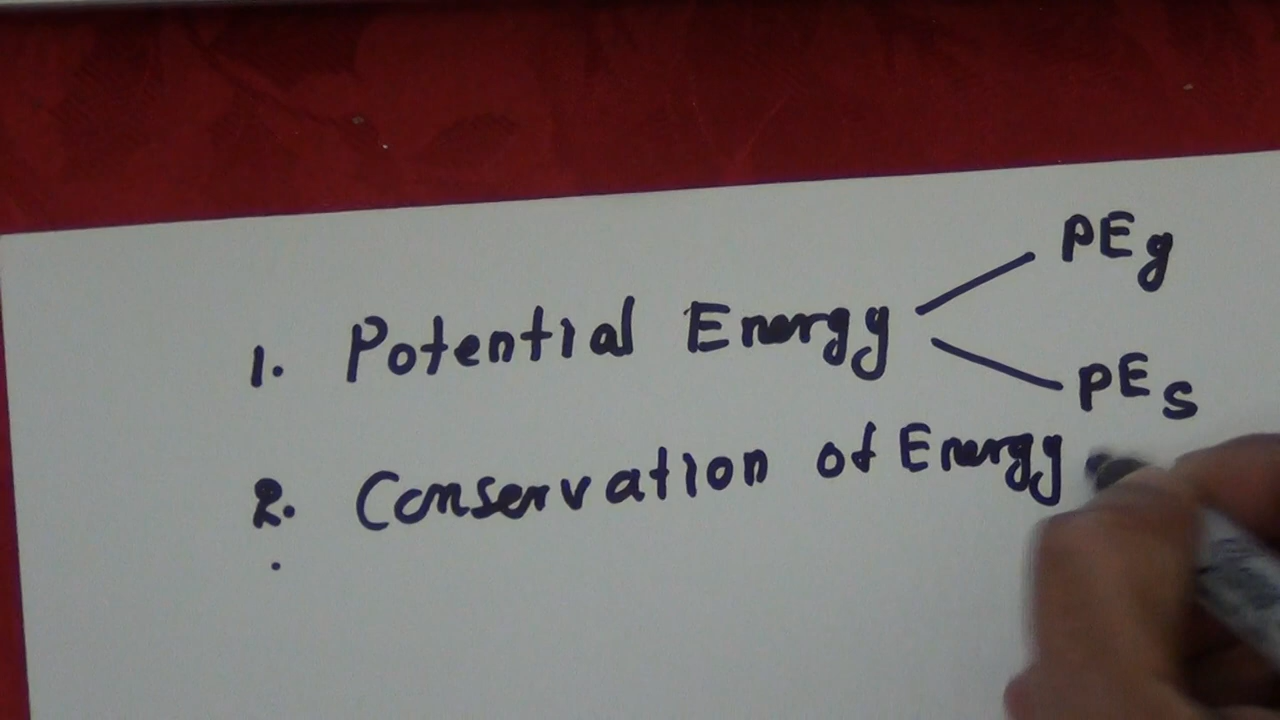 PEg
1. Potential Energy
PEs
2. Conservation of Energy